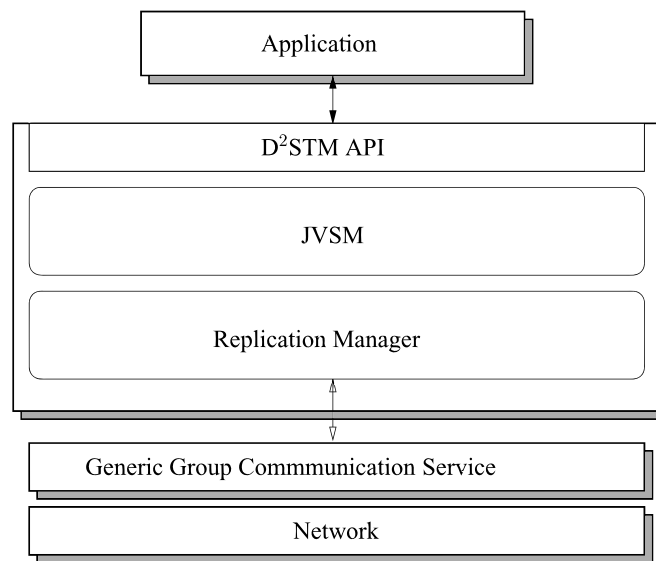 Application
D²STM API
JVSM
Replication Manager
Generic Group Commmunication Service
Network